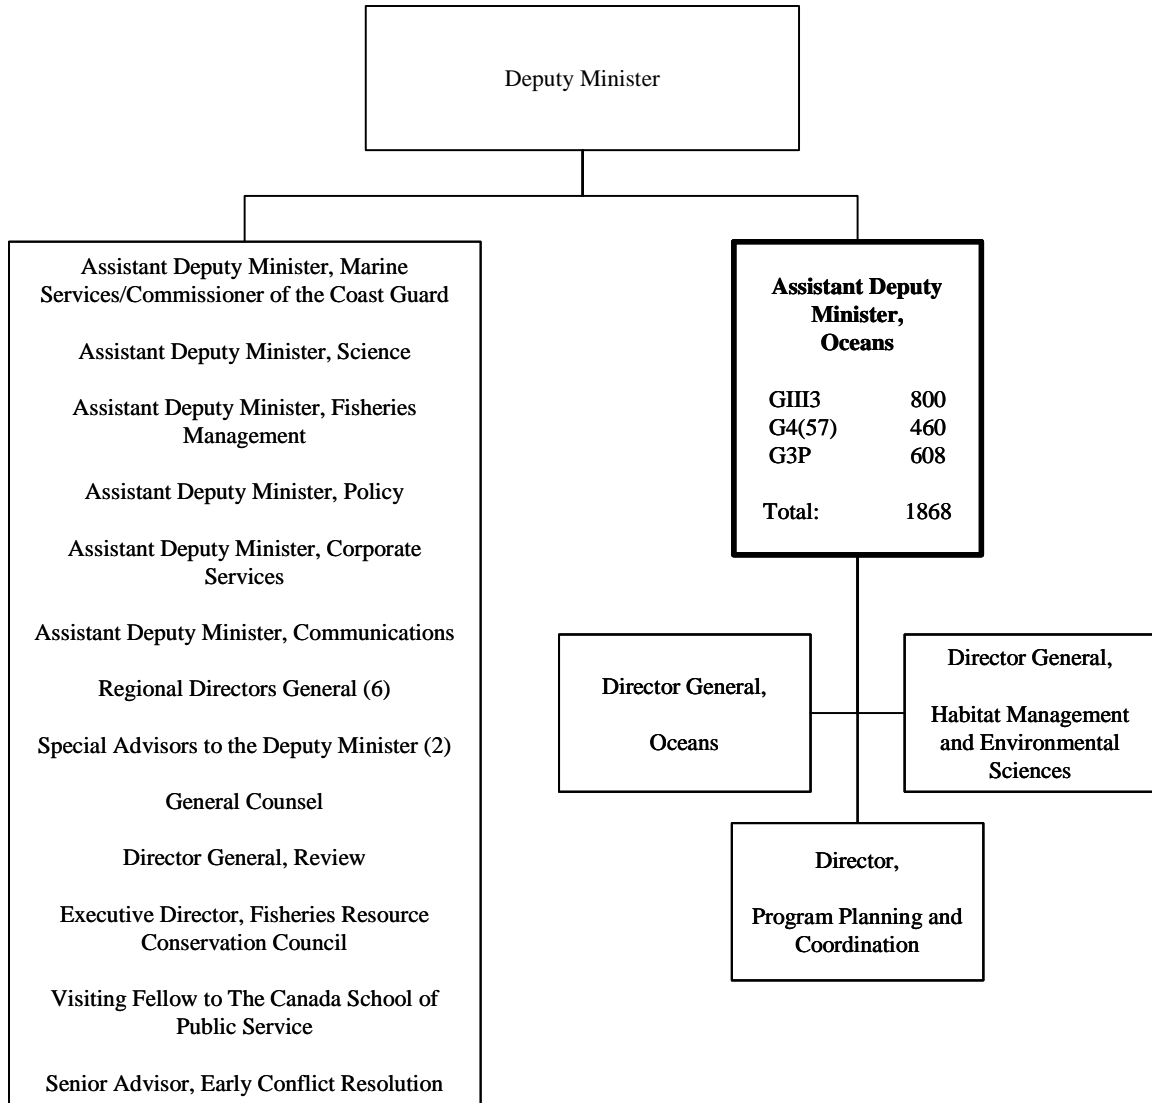 Deputy Minister
Assistant Deputy Minister, Marine
Services/Commissioner of the Coast Guard
Assistant Deputy Minister, Science
Assistant Deputy Minister, Fisheries
Management
Assistant Deputy Minister, Policy
Assistant Deputy Minister, Corporate
Services
Assistant Deputy Minister, Communications
Regional Directors General (6)
Special Advisors to the Deputy Minister (2)
General Counsel
Director General, Review
Executive Director, Fisheries Resource
Conservation Council
Visiting Fellow to The Canada School of
Public Service
Senior Advisor, Early Conflict Resolution
Assistant Deputy
Minister,
Oceans
GIII3 800
G4(57) 460
G3P 608
Total: 1868
Director General,
Oceans
Director General,
Habitat Management
and Environmental
Sciences
Director,
Program Planning and
Coordination